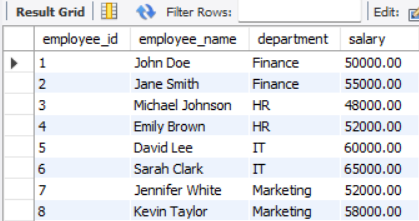 Result Grid Filter Rows: Edit:
employee_id employee_name department salary
1 John Doe Finance 50000.00
2 Jane Smith Finance 55000.00
3 Michael Johnson HR 48000.00
4 Emily Brown HR 52000.00
5 David Lee IT 60000.00
6 Sarah Clark IT 65000.00
7 Jennifer White Marketing 52000.00
8 Kevin Taylor Marketing 58000.00